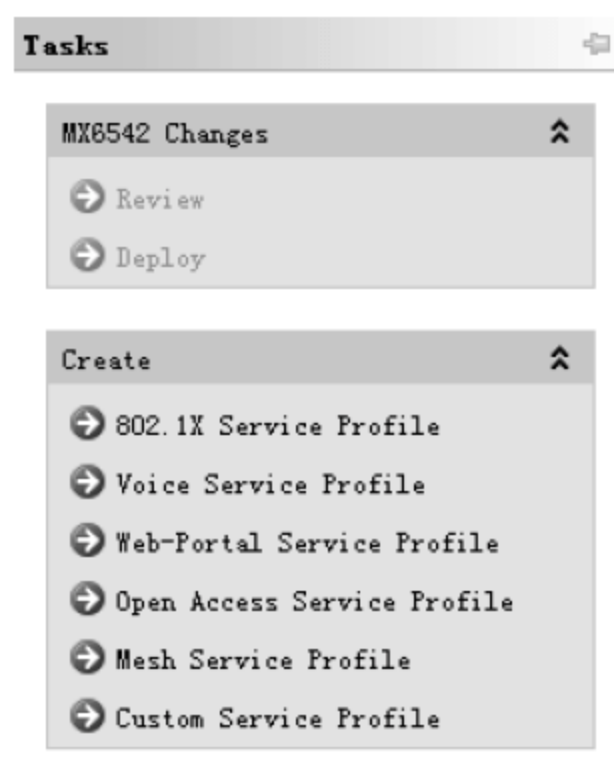 Tasks
MX6542 Changes
Review
Deploy
Create
802.1X Service Profile
Voice Service Profile
Web-Portal Service Profile
Open Access Service Profile
Mesh Service Profile
Custom Service Profile